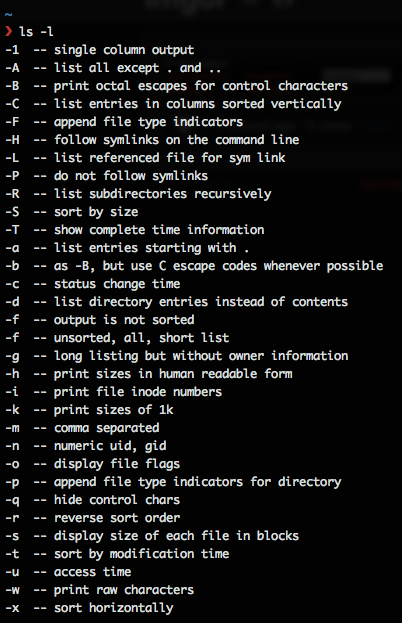 ~
❯ ls -l
-1 -- single column output
-A -- list all except . and ..
-B -- print octal escapes for control characters
-C -- list entries in columns sorted vertically
-F -- append file type indicators
-H -- follow symlinks on the command line
-L -- list referenced file for sym link
-P -- do not follow symlinks
-R -- list subdirectories recursively
-S -- sort by size
-T -- show complete time information
-a -- list entries starting with .
-b -- as -B, but use C escape codes whenever possible
-c -- status change time
-d -- list directory entries instead of contents
-f -- output is not sorted
-f -- unsorted, all, short list
-g -- long listing but without owner information
-h -- print sizes in human readable form
-i -- print file inode numbers
-k -- print sizes of 1k
-m -- comma separated
-n -- numeric uid, gid
-o -- display file flags
-p -- append file type indicators for directory
-q -- hide control chars
-r -- reverse sort order
-s -- display size of each file in blocks
-t -- sort by modification time
-u -- access time
-w -- print raw characters
-x -- sort horizontally